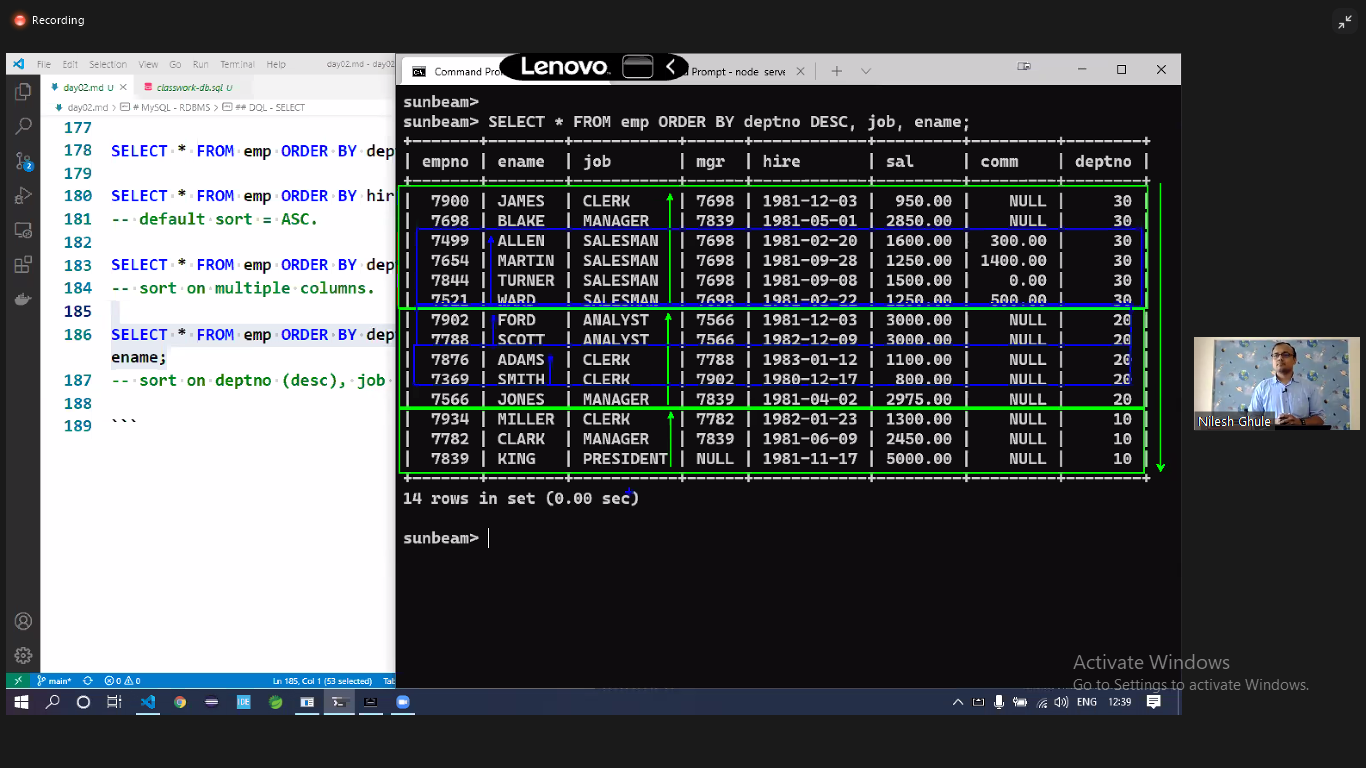 Recording
File Edit Selection View Go Run Terminal Help
day02.md - day02
day02.md U
classwork-db.sql U
day02.md > # MySQL - RDBMS > ## DQL - SELECT
177
178 SELECT * FROM emp ORDER BY dep
179
180 SELECT * FROM emp ORDER BY hir
181 -- default sort = ASC.
182
183 SELECT * FROM emp ORDER BY dep
184 -- sort on multiple columns.
185
186 SELECT * FROM emp ORDER BY dep
ename;
187 -- sort on deptno (desc), job
188
189 ```
main*
0 0
Ln 185, Col 1 (53 selected)
2
Command Pro
Lenovo
Prompt - node serve
sunbeam>
sunbeam> SELECT * FROM emp ORDER BY deptno DESC, job, ename;
| empno | ename | job | mgr | hire | sal | comm | deptno |
| 7900 | JAMES | CLERK | 7698 | 1981-12-03 | 950.00 | NULL | 30 |
| 7698 | BLAKE | MANAGER | 7839 | 1981-05-01 | 2850.00 | NULL | 30 |
| 7499 | ALLEN | SALESMAN | 7698 | 1981-02-20 | 1600.00 | 300.00 | 30 |
| 7654 | MARTIN | SALESMAN | 7698 | 1981-09-28 | 1250.00 | 1400.00 | 30 |
| 7844 | TURNER | SALESMAN | 7698 | 1981-09-08 | 1500.00 | 0.00 | 30 |
| 7521 | WARD | SALESMAN | 7698 | 1981-02-22 | 1250.00 | 500.00 | 30 |
| 7902 | FORD | ANALYST | 7566 | 1981-12-03 | 3000.00 | NULL | 20 |
| 7788 | SCOTT | ANALYST | 7566 | 1982-12-09 | 3000.00 | NULL | 20 |
| 7876 | ADAMS | CLERK | 7788 | 1983-01-12 | 1100.00 | NULL | 20 |
| 7369 | SMITH | CLERK | 7902 | 1980-12-17 | 800.00 | NULL | 20 |
| 7566 | JONES | MANAGER | 7839 | 1981-04-02 | 2975.00 | NULL | 20 |
| 7934 | MILLER | CLERK | 7782 | 1982-01-23 | 1300.00 | NULL | 10 |
| 7782 | CLARK | MANAGER | 7839 | 1981-06-09 | 2450.00 | NULL | 10 |
| 7839 | KING | PRESIDENT | NULL | 1981-11-17 | 5000.00 | NULL | 10 |
14 rows in set (0.00 sec)
sunbeam>
Nilesh Ghule
Activate Windows
Go to Settings to activate Windows.
IDE
ENG 12:39